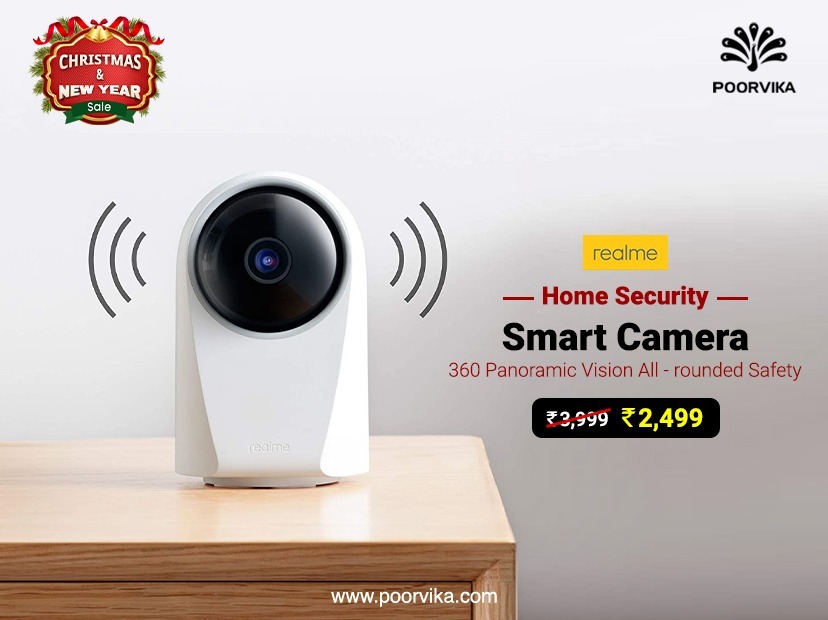 CHRISTMAS
&
NEW YEAR
Sale
POORVIKA
realme
Home Security
Smart Camera
360 Panoramic Vision All - rounded Safety
₹3,999 ₹2,499
realme
www.poorvika.com